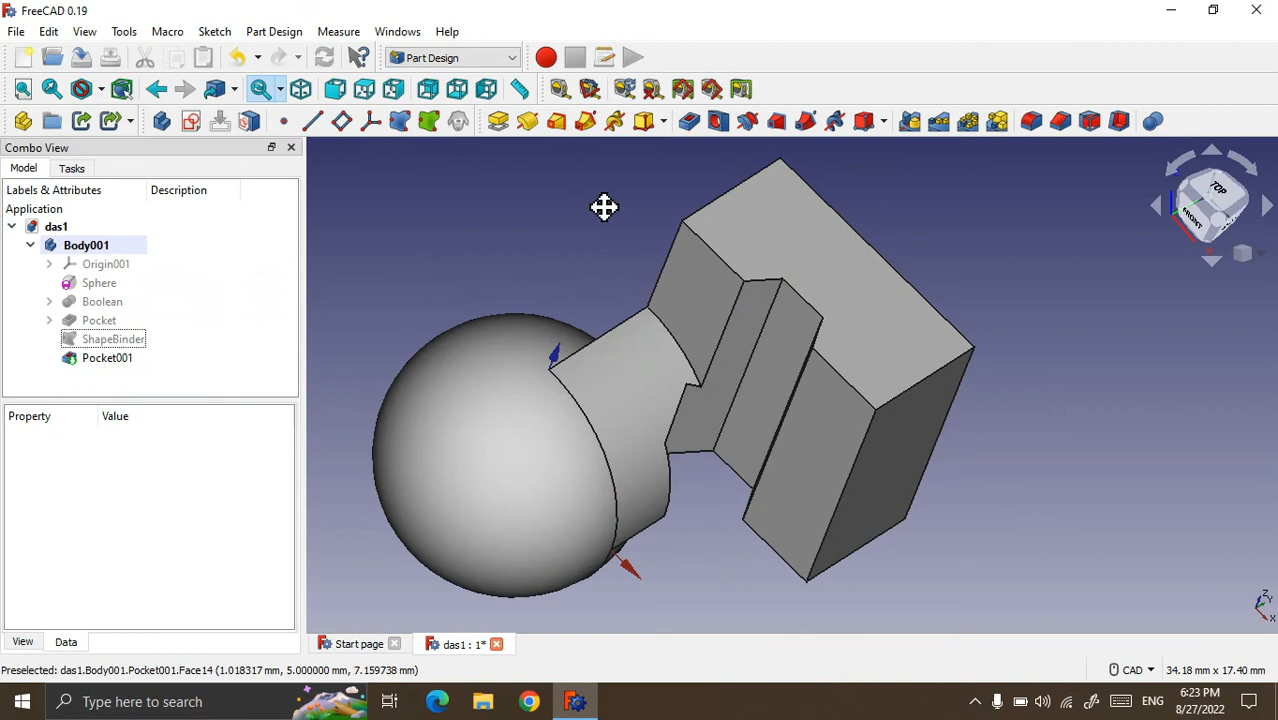 FreeCAD 0.19
File Edit View Tools Macro Sketch Part Design Measure Windows Help
Part Design
Combo View
Model Tasks
Labels & Attributes Description
Application
das1
Body001
Origin001
Sphere
Boolean
Pocket
ShapeBinder
Pocket001
Property Value
View Data
TOP
FRONT
Z Y
X
Start page das1 : 1*
Preselected: das1.Body001.Pocket001.Face14 (1.018317 mm, 5.000000 mm, 7.159738 mm) CAD 34.18 mm x 17.40 mm
Type here to search ENG 6:23 PM
8/27/2022